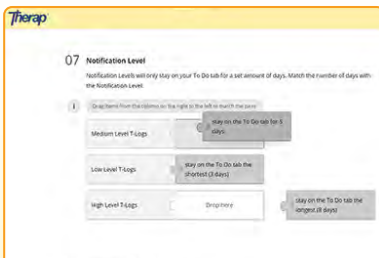 Therap
07 Notification Level
Notification Levels will only stay on your To Do tab for a set amount of days. Match the number of days with
the Notification Level:
i Drag items from the column on the right to the left to match the pairs
Medium Level T-Logs
stay on the To Do tab for 5
days.
Low Level T-Logs
stay on the To Do tab the
shortest (3 days)
High Level T-Logs
Drop here
stay on the To Do tab the
longest